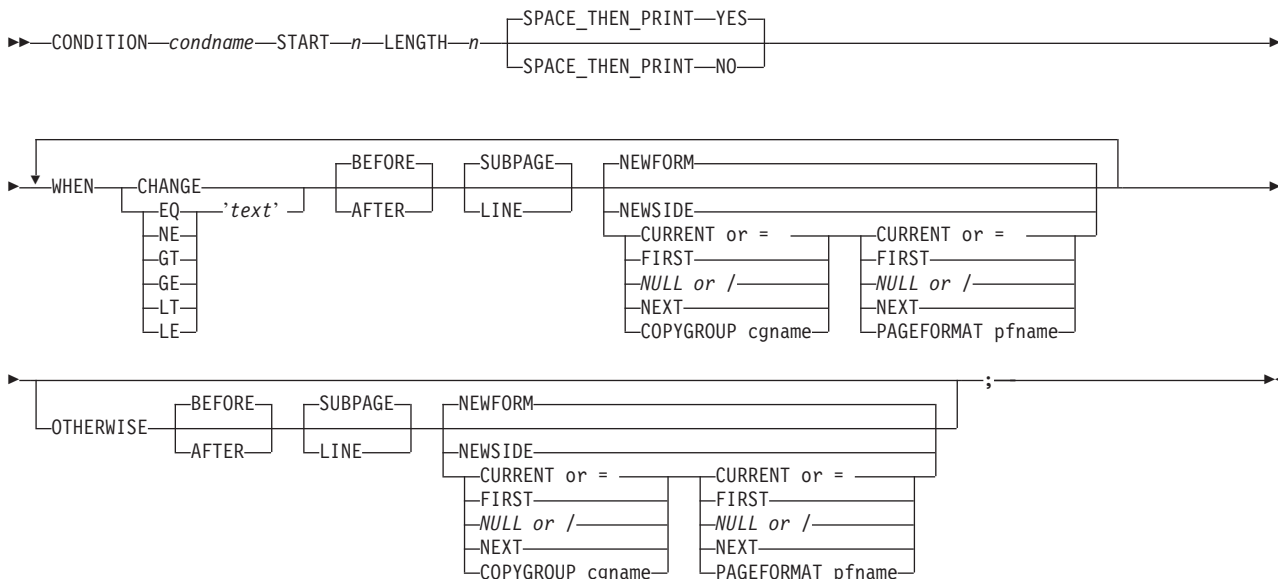 SPACE_THEN_PRINT YES
CONDITION condname START n LENGTH n
SPACE_THEN_PRINT NO
BEFORE SUBPAGE NEWFORM
WHEN CHANGE
EQ 'text' AFTER LINE NEWSIDE
NE CURRENT or = CURRENT or =
GT FIRST FIRST
GE NULL or / NULL or /
LT NEXT NEXT
LE COPYGROUP cgname PAGEFORMAT pfname
;
BEFORE SUBPAGE NEWFORM
OTHERWISE
AFTER LINE NEWSIDE
CURRENT or = CURRENT or =
FIRST FIRST
NULL or / NULL or /
NEXT NEXT
COPYGROUP cgname PAGEFORMAT pfname